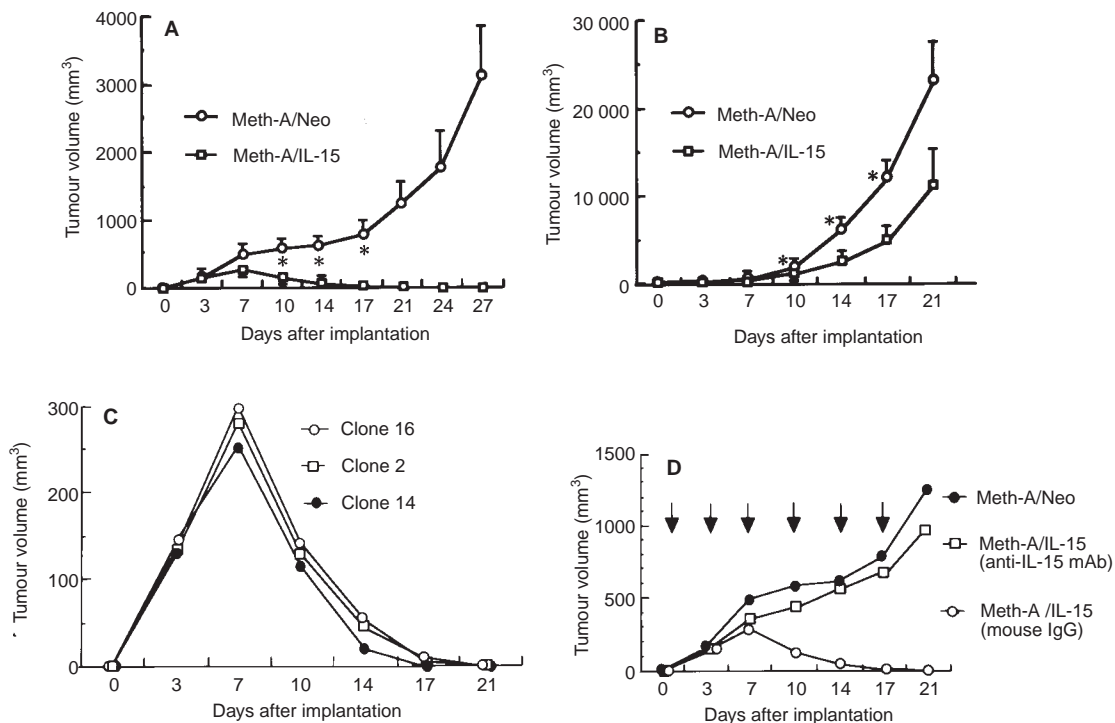 A
Tumour volume (mm³)
4000
3000
2000
1000
0
Meth-A/Neo
Meth-A/IL-15
* * *
0 3 7 10 14 17 21 24 27
Days after implantation
B
Tumour volume (mm³)
30 000
20 000
10 000
0
Meth-A/Neo
Meth-A/IL-15
* * *
0 3 7 10 14 17 21
Days after implantation
C
Tumour volume (mm³)
300
200
100
0
Clone 16
Clone 2
Clone 14
0 3 7 10 14 17 21
Days after implantation
D
Tumour volume (mm³)
1500
1000
500
0
Meth-A/Neo
Meth-A/IL-15
(anti-IL-15 mAb)
Meth-A /IL-15
(mouse IgG)
0 3 7 10 14 17 21
Days after implantation